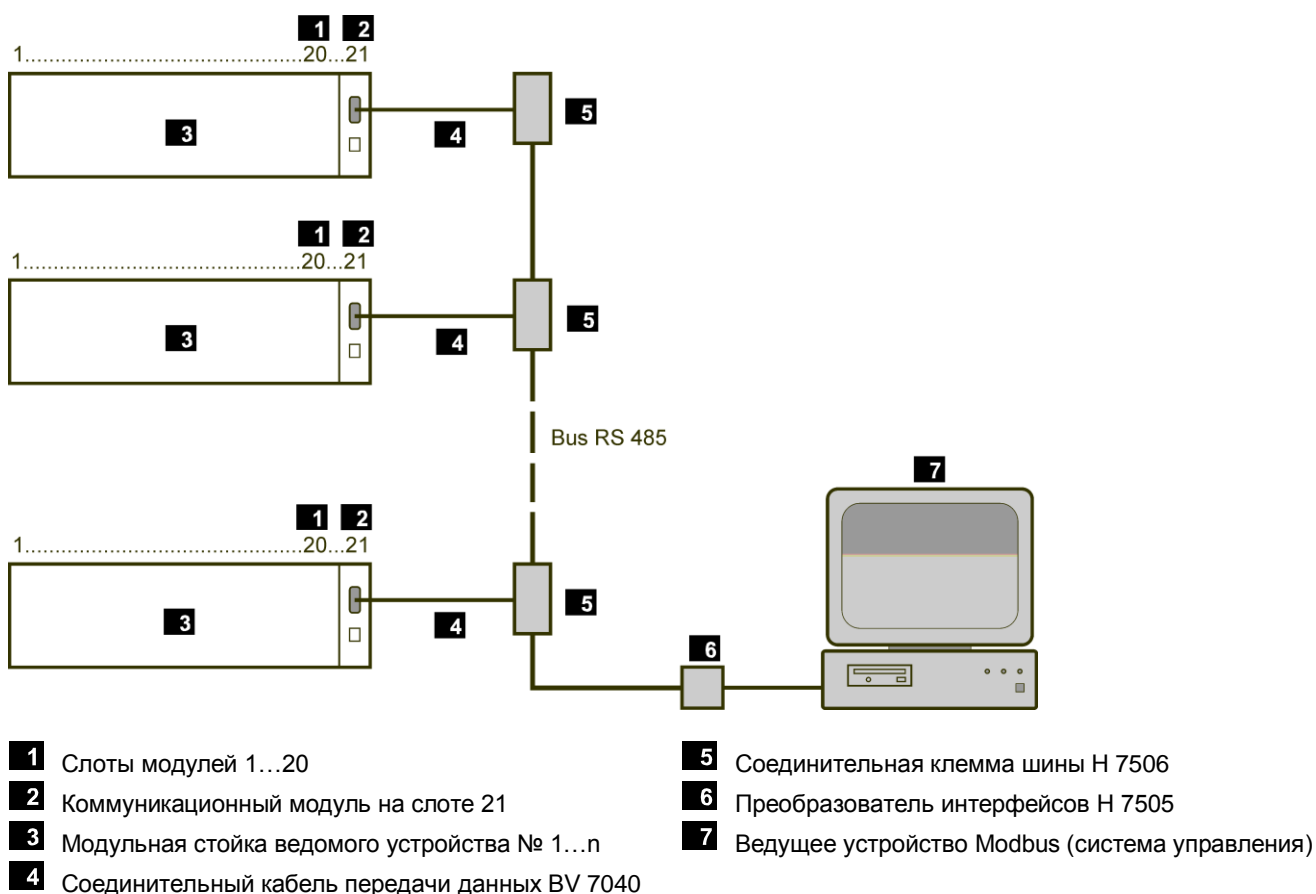 1 2
1................................................20...21
3
4
5
1 2
1................................................20...21
3
4
5
Bus RS 485
7
1 2
1................................................20...21
3
4
5
6
1 Слоты модулей 1…20
2 Коммуникационный модуль на слоте 21
3 Модульная стойка ведомого устройства № 1…n
4 Соединительный кабель передачи данных BV 7040
5 Соединительная клемма шины H 7506
6 Преобразователь интерфейсов H 7505
7 Ведущее устройство Modbus (система управления)